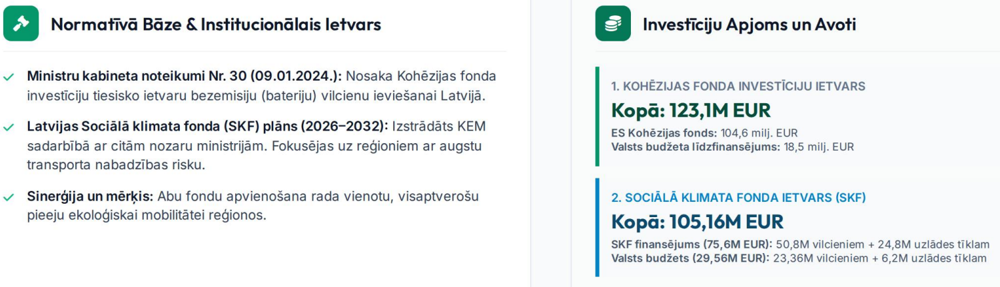 Normatīvā Bāze & Institucionālais Ietvars
Ministru kabineta noteikumi Nr. 30 (09.01.2024.): Nosaka Kohēzijas fonda
investīciju tiesisko ietvaru bezemisiju (bateriju) vilcienu ieviešanai Latvijā.
Latvijas Sociālā klimata fonda (SKF) plāns (2026–2032): Izstrādāts KEM
sadarbībā ar citām nozaru ministrijām. Fokusējas uz reģioniem ar augstu
transporta nabadzības risku.
Sinerģija un mērķis: Abu fondu apvienošana rada vienotu, visaptverošu
pieeju ekoloģiskai mobilitātei reģionos.
Investīciju Apjoms un Avoti
1. KOHĒZIJAS FONDA INVESTĪCIJU IETVARS
Kopā: 123,1M EUR
ES Kohēzijas fonds: 104,6 milj. EUR
Valsts budžeta līdzfinansējums: 18,5 milj. EUR
2. SOCIĀLĀ KLIMATA FONDA IETVARS (SKF)
Kopā: 105,16M EUR
SKF finansējums (75,6M EUR): 50,8M vilcieniem + 24,8M uzlādes tīklam
Valsts budžets (29,56M EUR): 23,36M vilcieniem + 6,2M uzlādes tīklam